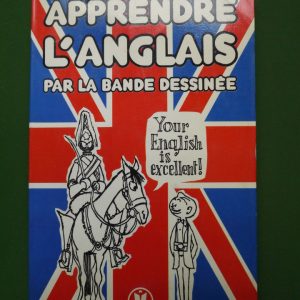 APPRENDRE
L'ANGLAIS
PAR LA BANDE DESSINÉE
Your
English
is
excellent!